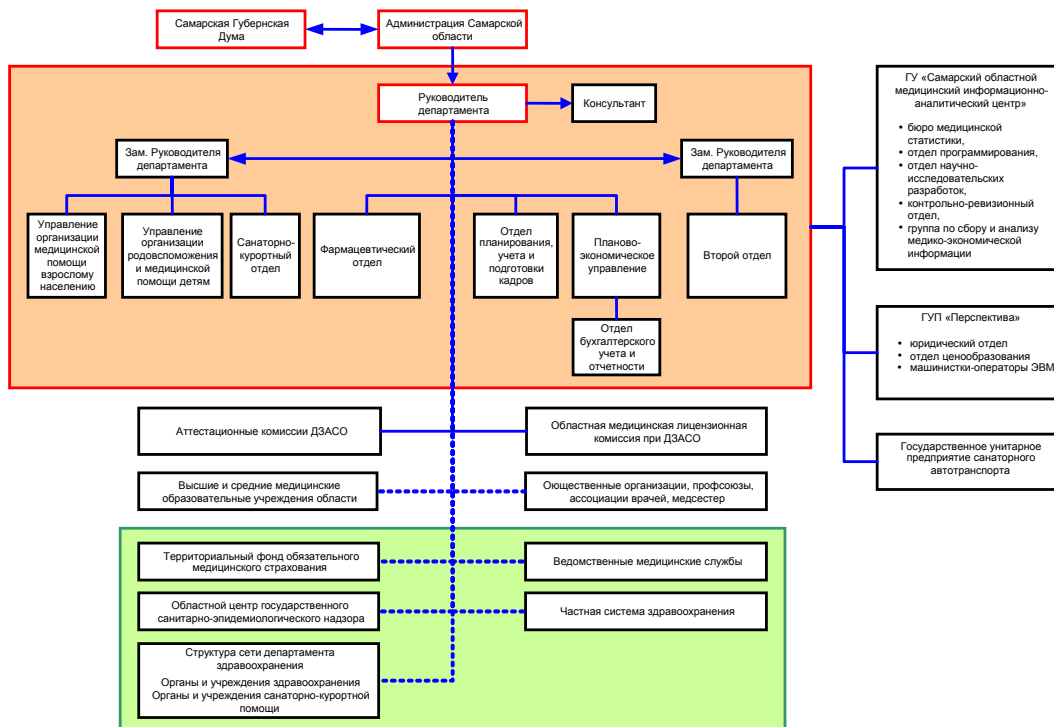 Самарская Губернская
Дума
Администрация Самарской
области
Руководитель
департамента
Консультант
Зам. Руководителя
департамента
Зам. Руководителя
департамента
Управление
организации
медицинской
помощи
взрослому
населению
Управление
организации
родовспоможения
и медицинской
помощи детям
Санаторно-
курортный
отдел
Фармацевтический
отдел
Отдел
планирования,
учета и
подготовки
кадров
Планово-
экономическое
управление
Второй отдел
Отдел
бухгалтерского
учета и
отчетности
ГУ «Самарский областной
медицинский информационно-
аналитический центр»
• бюро медицинской
статистики,
• отдел программирования,
• отдел научно-
исследовательских
разработок,
• контрольно-ревизионный
отдел,
• группа по сбору и анализу
медико-экономической
информации
ГУП «Перспектива»
• юридический отдел
• отдел ценообразования
• машинистки-операторы ЭВМ
Государственное унитарное
предприятие санаторного
автотранспорта
Аттестационные комиссии ДЗАСО
Областная медицинская лицензионная
комиссия при ДЗАСО
Высшие и средние медицинские
образовательные учреждения области
Оющественные организации, профсоюзы,
ассоциации врачей, медсестер
Территориальный фонд обязательного
медицинского страхования
Ведомственные медицинские службы
Областной центр государственного
санитарно-эпидемиологического надзора
Частная система здравоохранения
Структура сети департамента
здравоохранения
Органы и учреждения здравоохранения
Органы и учреждения санаторно-курортной
помощи